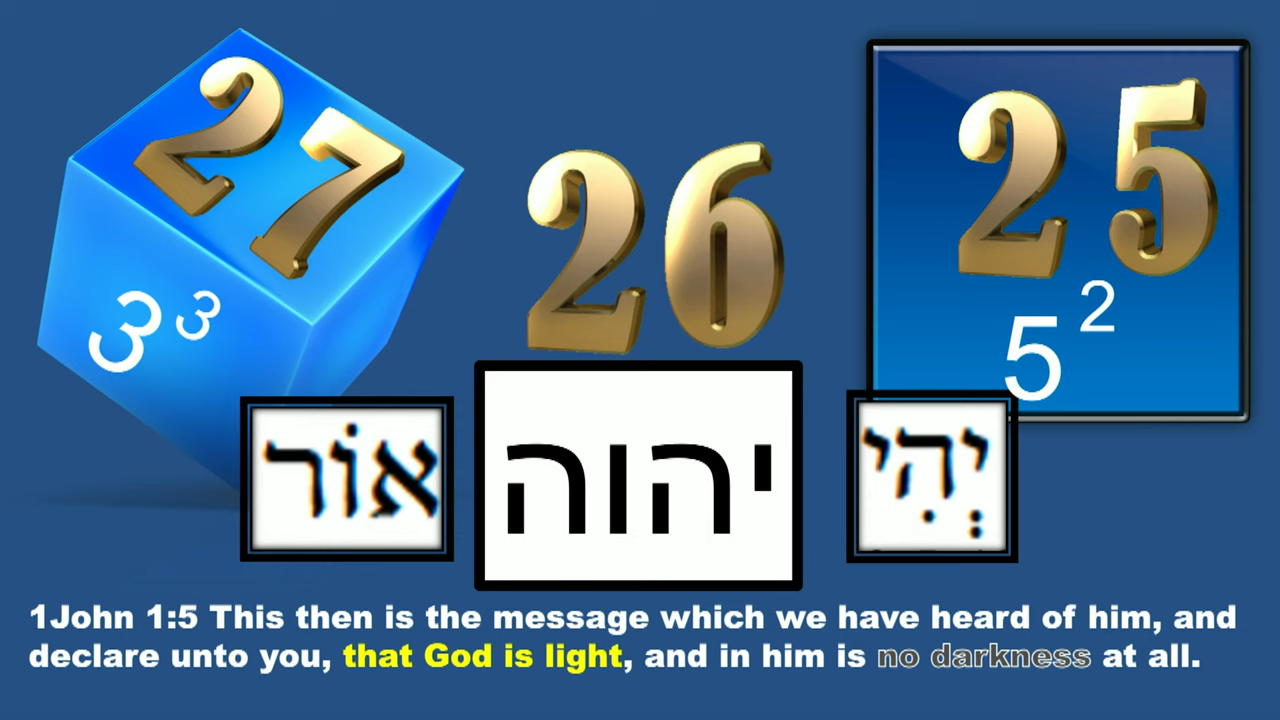 27
3³
26
25
5²
אוֹר
יהוה
יְהִי
1John 1:5 This then is the message which we have heard of him, and
declare unto you, that God is light, and in him is no darkness at all.